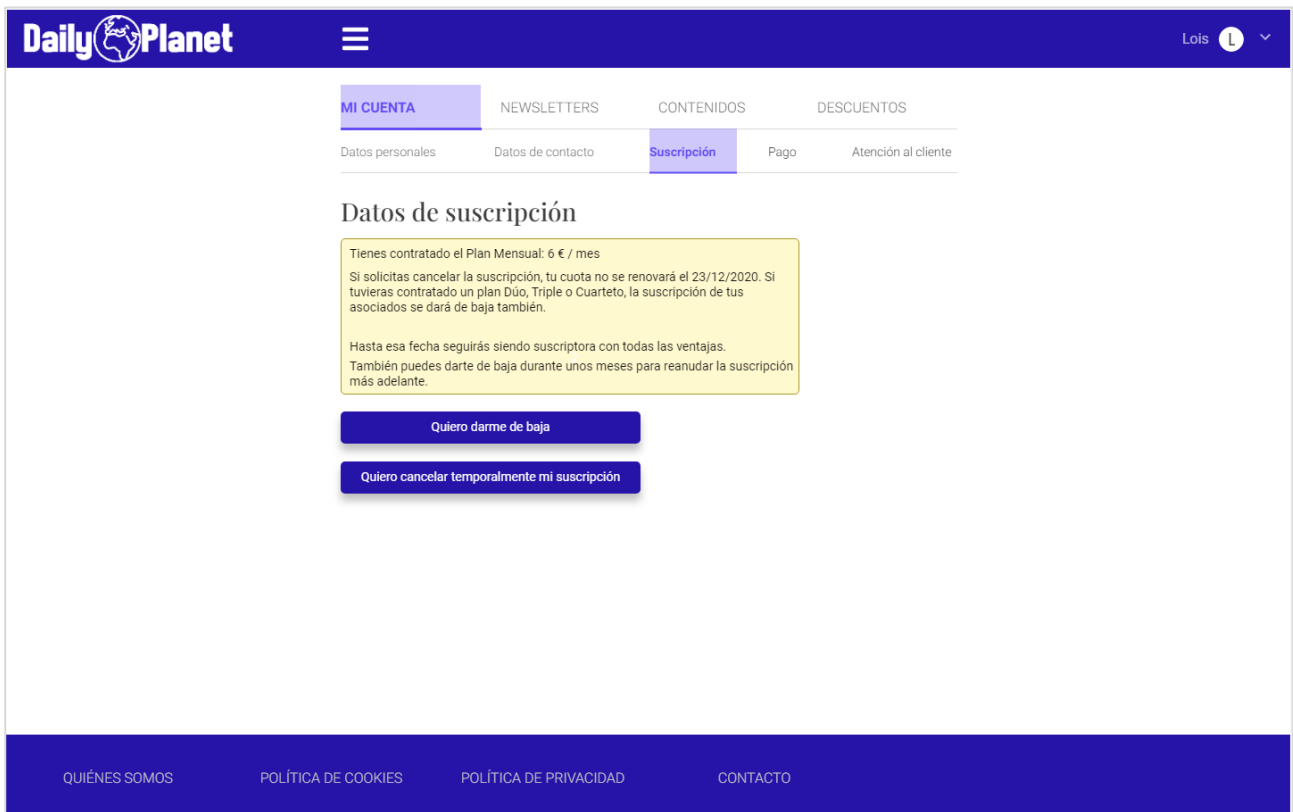 Daily Planet
Lois L
MI CUENTA NEWSLETTERS CONTENIDOS DESCUENTOS
Datos personales Datos de contacto Suscripción Pago Atención al cliente
Datos de suscripción
Tienes contratado el Plan Mensual: 6 € / mes
Si solicitas cancelar la suscripción, tu cuota no se renovará el 23/12/2020. Si
tuvieras contratado un plan Dúo, Triple o Cuarteto, la suscripción de tus
asociados se dará de baja también.
Hasta esa fecha seguirás siendo suscriptora con todas las ventajas.
También puedes darte de baja durante unos meses para reanudar la suscripción
más adelante.
Quiero darme de baja
Quiero cancelar temporalmente mi suscripción
QUIÉNES SOMOS POLÍTICA DE COOKIES POLÍTICA DE PRIVACIDAD CONTACTO